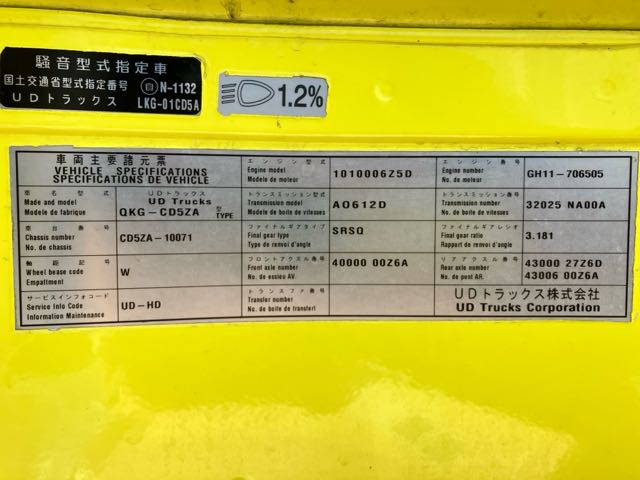 騒音型式指定車
国土交通省型式指定番号 自 N-1132
UDトラックス LKG-01CD5A
1.2%
車両主要諸元票
VEHICLE SPECIFICATIONS
SPECIFICATIONS DE VEHICLE
車名型式
Made and model
Modele de fabrique
UDトラックス
UD Trucks
QKG-CD5ZA TYPE
車台番号
Chassis number
No. de chassis
CD5ZA-10071
軸距記号
Wheel bease code
Empattment
W
サービスインフォコード
Service Info Code
Information Maintenance
UD-HD
エンジン型式
Engine model
Modele de moteur
1010006Z5D
トランスミッション型式
Transmission model
Modele de boite de vitesses
AO612D
ファイナルギアタイプ
Final gear type
Type de renvoi d'angle
SRSQ
フロントアクスル番号
Front axle number
No. de essieu AV.
40000 00Z6A
トランスファ番号
Transfer number
No. de boite de transfert
エンジン番号
Engine number
No. de moteur
GH11-706505
トランスミッション番号
Transmission number
No. de boite de vitesses
32025 NA00A
ファイナルギアレシオ
Final gear ratio
Rapport de renvoi d'angle
3.181
リアアクスル番号
Rear axle number
No. de pont AR.
43000 27Z6D
43006 00Z6A
UDトラックス株式会社
UD Trucks Corporation